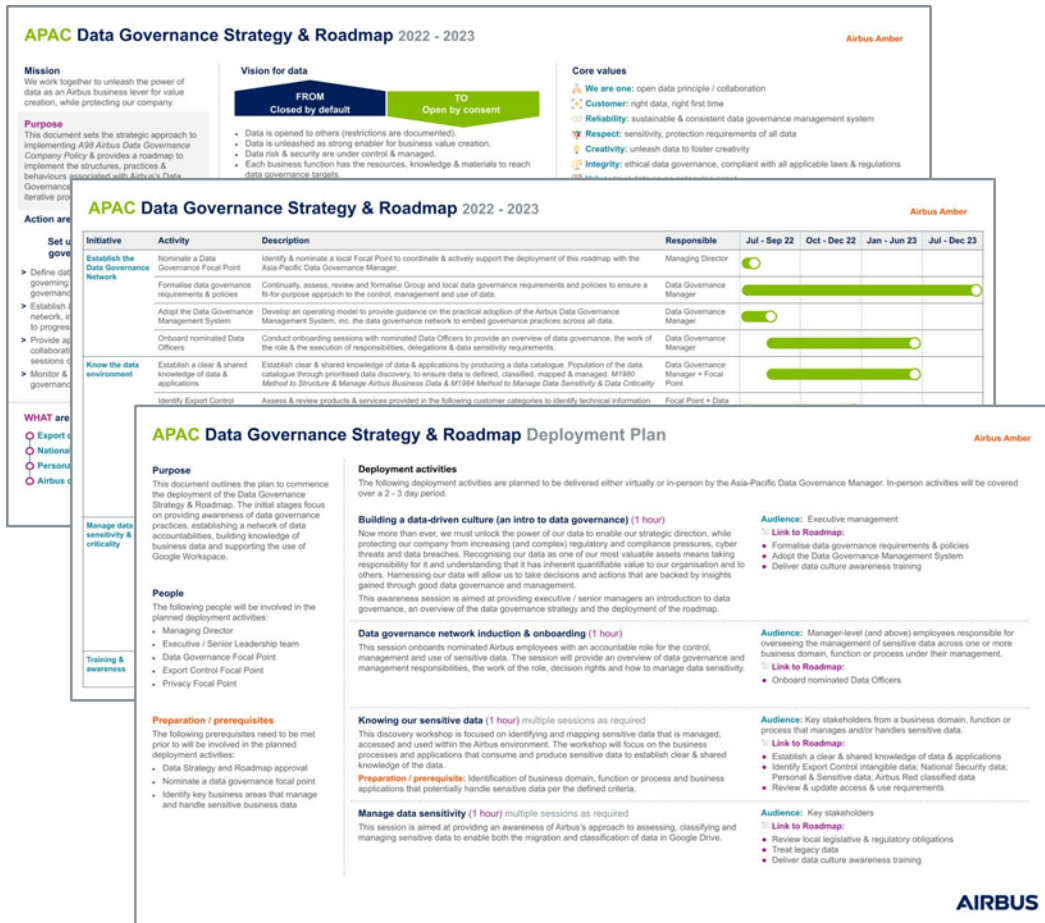 APAC Data Governance Strategy & Roadmap 2022 - 2023
Airbus Amber
Mission
We work together to unleash the power of
data as an Airbus business lever for value
creation, while protecting our company.
Purpose
This document sets the strategic approach to
implementing A98 Airbus Data Governance
Company Policy & provides a roadmap to
implement the structures, practices &
behaviours associated with Airbus's Data
Governance
iterative
Vision for data
FROM
Closed by default
TO
Open by consent
• Data is opened to others (restrictions are documented).
• Data is unleashed as strong enabler for business value creation.
• Data risk & security are under control & managed.
• Each business function has the resources, knowledge & materials to reach
data governance targets.
Core values
We are one: open data principle / collaboration
Customer: right data, right first time
Reliability: sustainable & consistent data governance management system
Respect: sensitivity, protection requirements of all data
Creativity: unleash data to foster creativity
Integrity: ethical data governance, compliant with all applicable laws & regulations
Action
Set
> Define
governing
> Establish
network,
to
> Provide
sessions
> Monitor &
WHAT are
Export
National
Airbus
APAC Data Governance Strategy & Roadmap 2022 - 2023
Airbus Amber
Initiative Activity Description Responsible Jul - Sep 22 Oct - Dec 22 Jan - Jun 23 Jul - Dec 23
Establish the
Data Governance
Network
Nominate a Data
Governance Focal Point
Identify & nominate a local Focal Point to coordinate & actively support the deployment of this roadmap with the
Asia-Pacific Data Governance Manager.
Managing Director
Formalise data governance
requirements & policies
Continually, assess, review and formalise Group and local data governance requirements and policies to ensure a
fit-for-purpose approach to the control, management and use of data.
Data Governance
Manager
Adopt the Data Governance
Management System
Develop an operating model to provide guidance on the practical adoption of the Airbus Data Governance
Management System, inc. the data governance network to embed governance practices across all data.
Data Governance
Manager
Onboard nominated Data
Officers
Conduct onboarding sessions with nominated Data Officers to provide an overview of data governance, the work of
the role & the execution of responsibilities, delegations & data sensitivity requirements.
Data Governance
Manager
Know the data
environment
Establish a clear & shared
knowledge of data &
applications
Establish clear & shared knowledge of data & applications by producing a data catalogue. Population of the data
catalogue through prioritised data discovery, to ensure data is defined, classified, mapped & managed. M1980
Method to Structure & Manage Airbus Business Data & M1984 Method to Manage Data Sensitivity & Data Criticality
Data Governance
Manager + Focal
Point
Identify Export Control
Assess & review products & services provided in the following customer categories to identify technical information
Focal Point + Data
Manage data
sensitivity &
criticality
Training &
awareness
APAC Data Governance Strategy & Roadmap Deployment Plan
Airbus Amber
Purpose
This document outlines the plan to commence
the deployment of the Data Governance
Strategy & Roadmap. The initial stages focus
on providing awareness of data governance
practices, establishing a network of data
accountabilities, building knowledge of
business data and supporting the use of
Google Workspace.
People
The following people will be involved in the
planned deployment activities:
• Managing Director
• Executive / Senior Leadership team
• Data Governance Focal Point
• Export Control Focal Point
• Privacy Focal Point
Preparation / prerequisites
The following prerequisites need to be met
prior to will be involved in the planned
deployment activities:
• Data Strategy and Roadmap approval
• Nominate a data governance focal point
• Identify key business areas that manage
and handle sensitive business data
Deployment activities
The following deployment activities are planned to be delivered either virtually or in-person by the Asia-Pacific Data Governance Manager. In-person activities will be covered
over a 2 - 3 day period.
Building a data-driven culture (an intro to data governance) (1 hour)
Now more than ever, we must unlock the power of our data to enable our strategic direction, while
protecting our company from increasing (and complex) regulatory and compliance pressures, cyber
threats and data breaches. Recognising our data as one of our most valuable assets means taking
responsibility for it and understanding that it has inherent quantifiable value to our organisation and to
others. Harnessing our data will allow us to take decisions and actions that are backed by insights
gained through good data governance and management.
This awareness session is aimed at providing executive / senior managers an introduction to data
governance, an overview of the data governance strategy and the deployment of the roadmap.
Audience: Executive management
Link to Roadmap:
• Formalise data governance requirements & policies
• Adopt the Data Governance Management System
• Deliver data culture awareness training
Data governance network induction & onboarding (1 hour)
This session onboards nominated Airbus employees with an accountable role for the control,
management and use of sensitive data. The session will provide an overview of data governance and
management responsibilities, the work of the role, decision rights and how to manage data sensitivity.
Audience: Manager-level (and above) employees responsible for
overseeing the management of sensitive data across one or more
business domain, function or process under their management.
Link to Roadmap:
• Onboard nominated Data Officers
Knowing our sensitive data (1 hour) multiple sessions as required
This discovery workshop is focused on identifying and mapping sensitive data that is managed,
accessed and used within the Airbus environment. The workshop will focus on the business
processes and applications that consume and produce sensitive data to establish clear & shared
knowledge of the data.
Preparation / prerequisite: Identification of business domain, function or process and business
applications that potentially handle sensitive data per the defined criteria.
Audience: Key stakeholders from a business domain, function or
process that manages and/or handles sensitive data.
Link to Roadmap:
• Establish a clear & shared knowledge of data & applications
• Identify Export Control intangible data; National Security data;
Personal & Sensitive data; Airbus Red classified data
• Review & update access & use requirements
Manage data sensitivity (1 hour) multiple sessions as required
This session is aimed at providing an awareness of Airbus's approach to assessing, classifying and
managing sensitive data to enable both the migration and classification of data in Google Drive.
Audience: Key stakeholders
Link to Roadmap:
• Review local legislative & regulatory obligations
• Treat legacy data
• Deliver data culture awareness training
AIRBUS